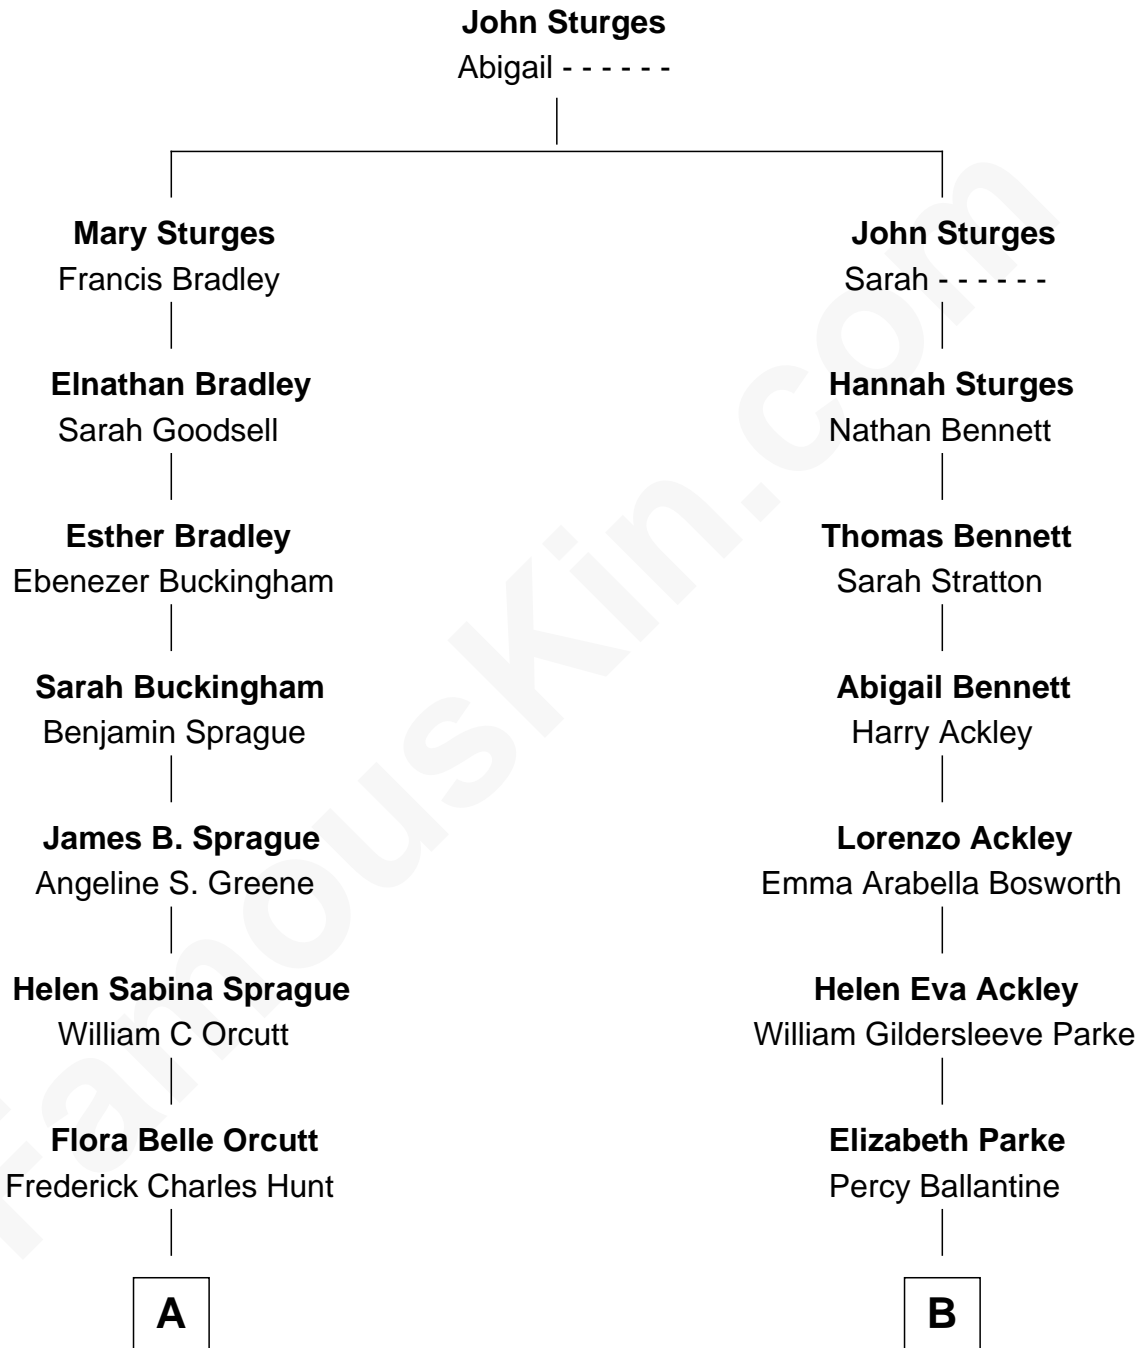 John Sturges
Abigail - - - - - -
Mary Sturges
Francis Bradley
John Sturges
Sarah - - - - - -
Elnathan Bradley
Sarah Goodsell
Hannah Sturges
Nathan Bennett
Esther Bradley
Ebenezer Buckingham
Thomas Bennett
Sarah Stratton
Sarah Buckingham
Benjamin Sprague
Abigail Bennett
Harry Ackley
James B. Sprague
Angeline S. Greene
Lorenzo Ackley
Emma Arabella Bosworth
Helen Sabina Sprague
William C Orcutt
Helen Eva Ackley
William Gildersleeve Parke
Flora Belle Orcutt
Frederick Charles Hunt
Elizabeth Parke
Percy Ballantine
A
B
FamousKin.com